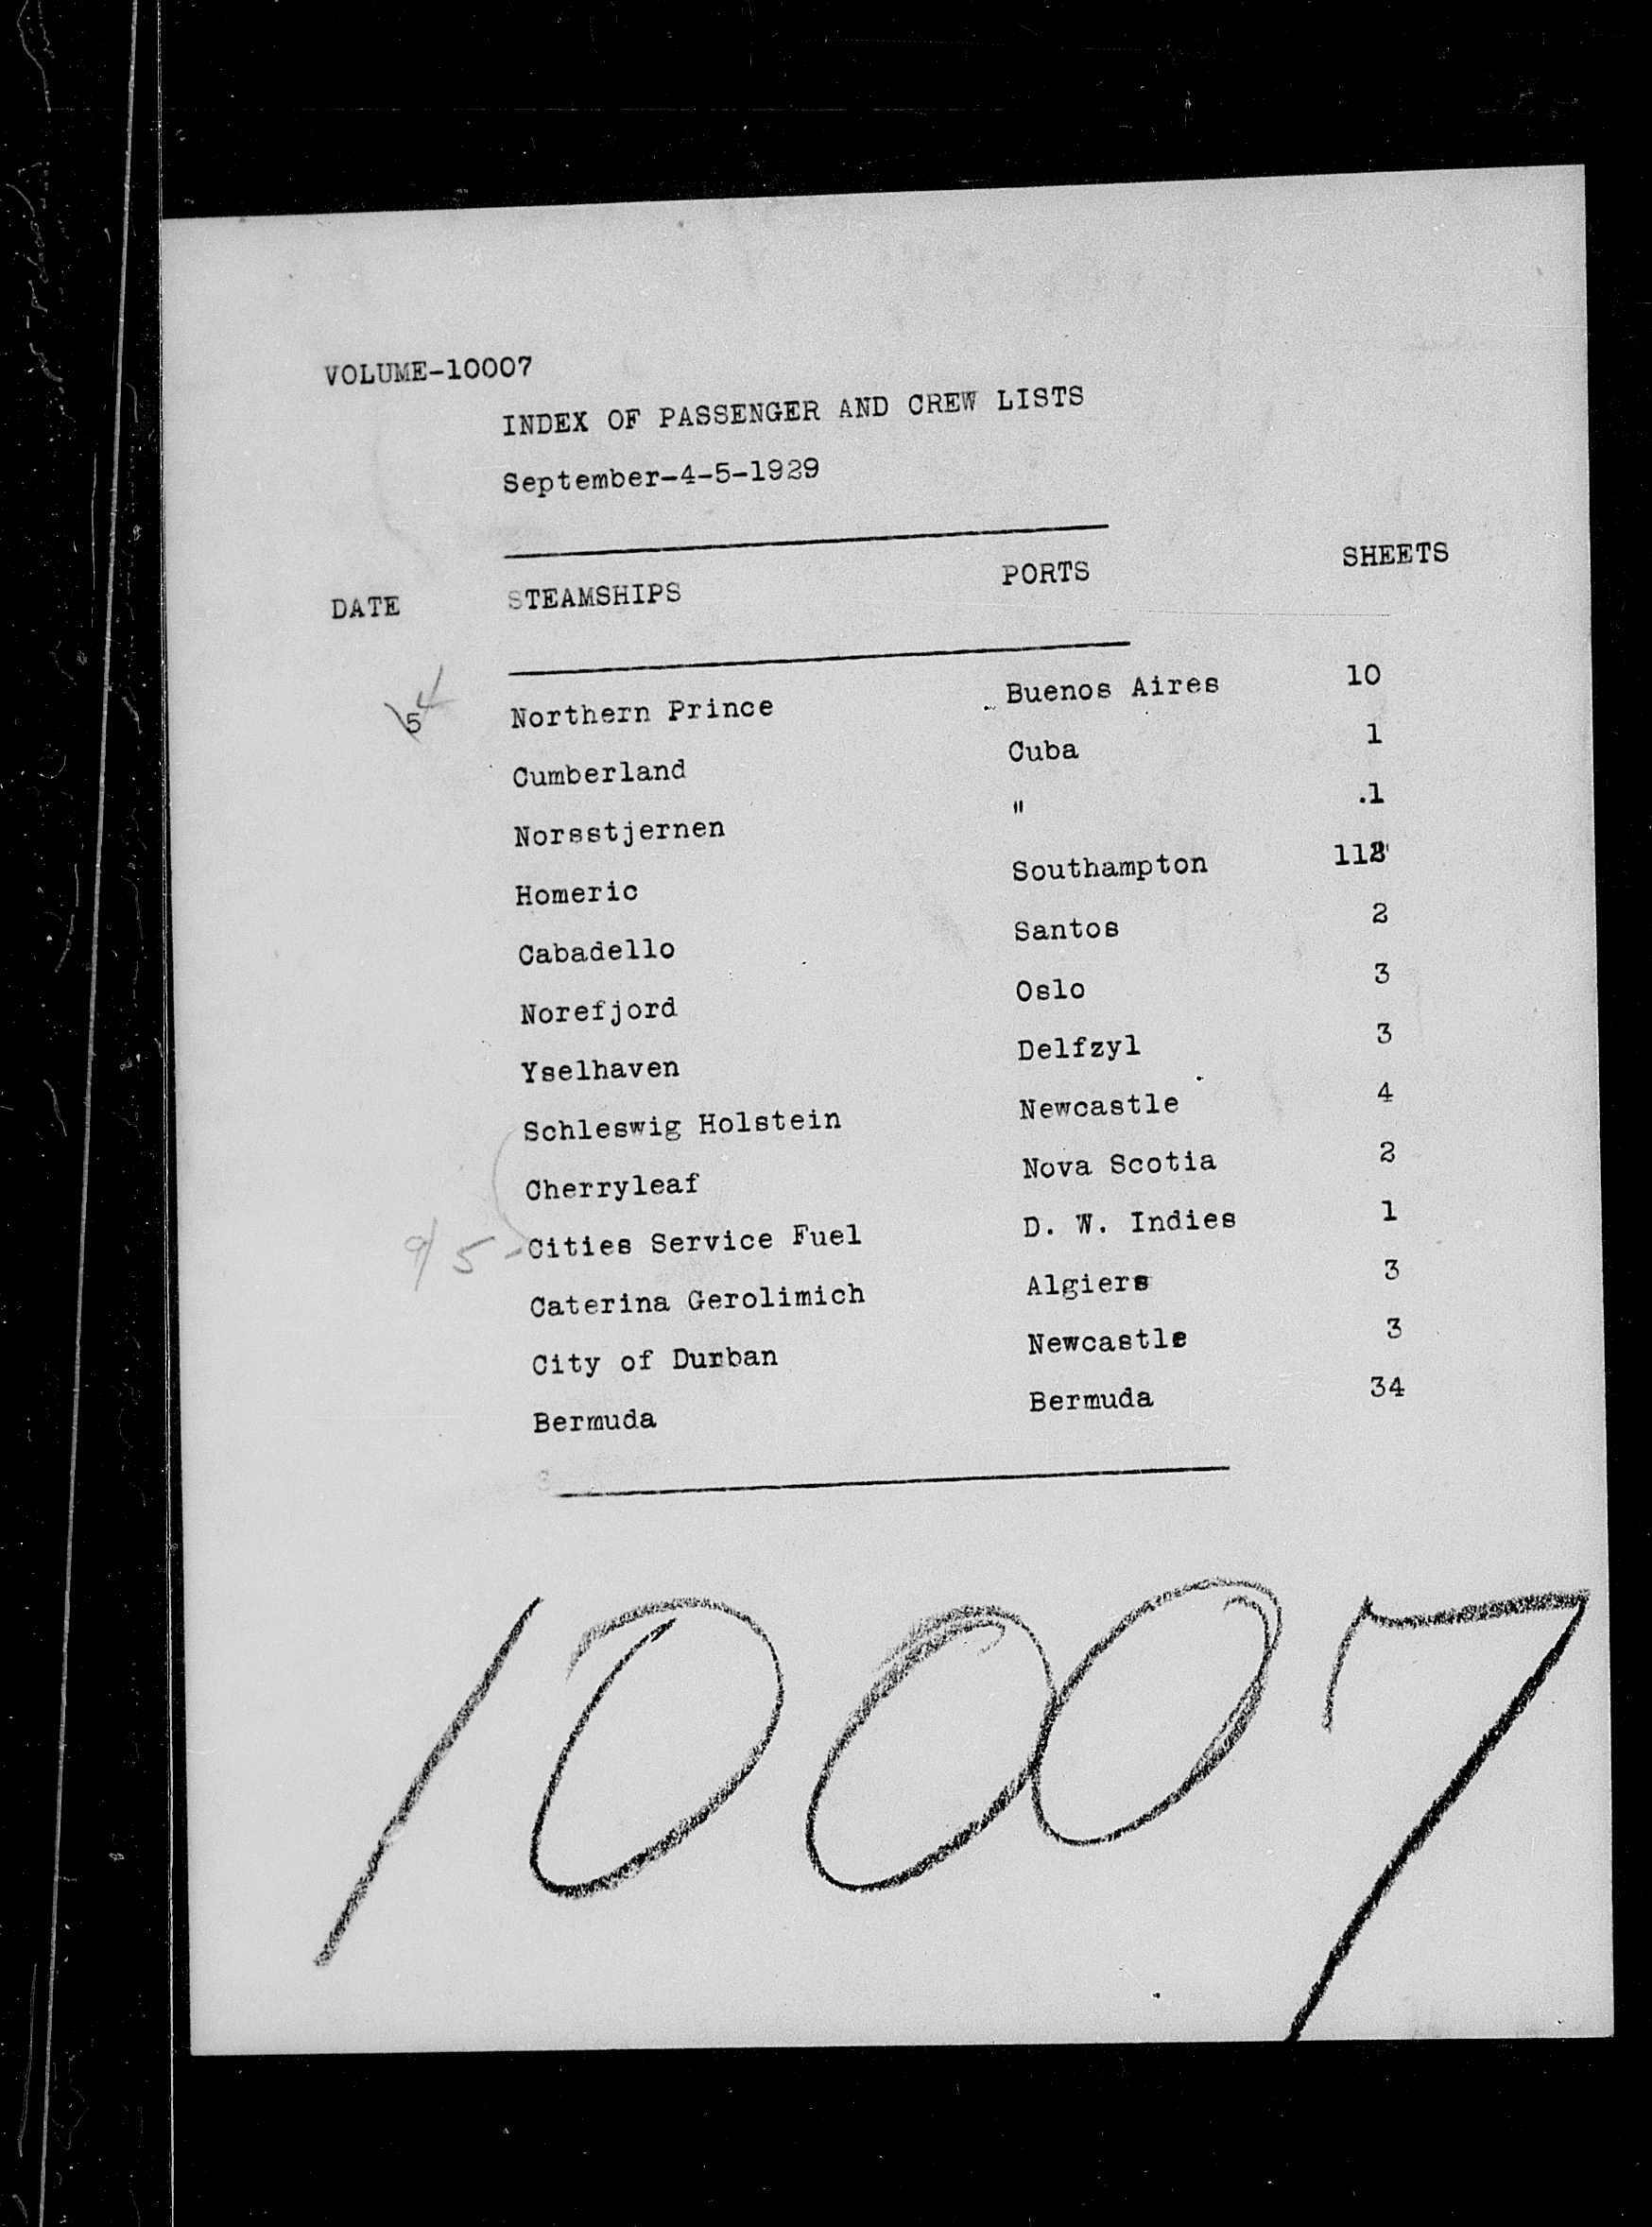 VOLUME-10007
INDEX OF PASSENGER AND CREW LISTS
September-4-5-1929
DATE STEAMSHIPS PORTS SHEETS
5 4 Northern Prince Buenos Aires 10
Cumberland Cuba 1
Norsstjernen " .1
Homeric Southampton
Cabadello Santos 2
Norefjord Oslo 3
Yselhaven Delfzyl 3
Schleswig Holstein Newcastle 4
Cherryleaf Nova Scotia 2
9/5- Cities Service Fuel D. W. Indies 1
Caterina Gerolimich Algiers 3
City of Durban Newcastle 3
Bermuda Bermuda 34
10007